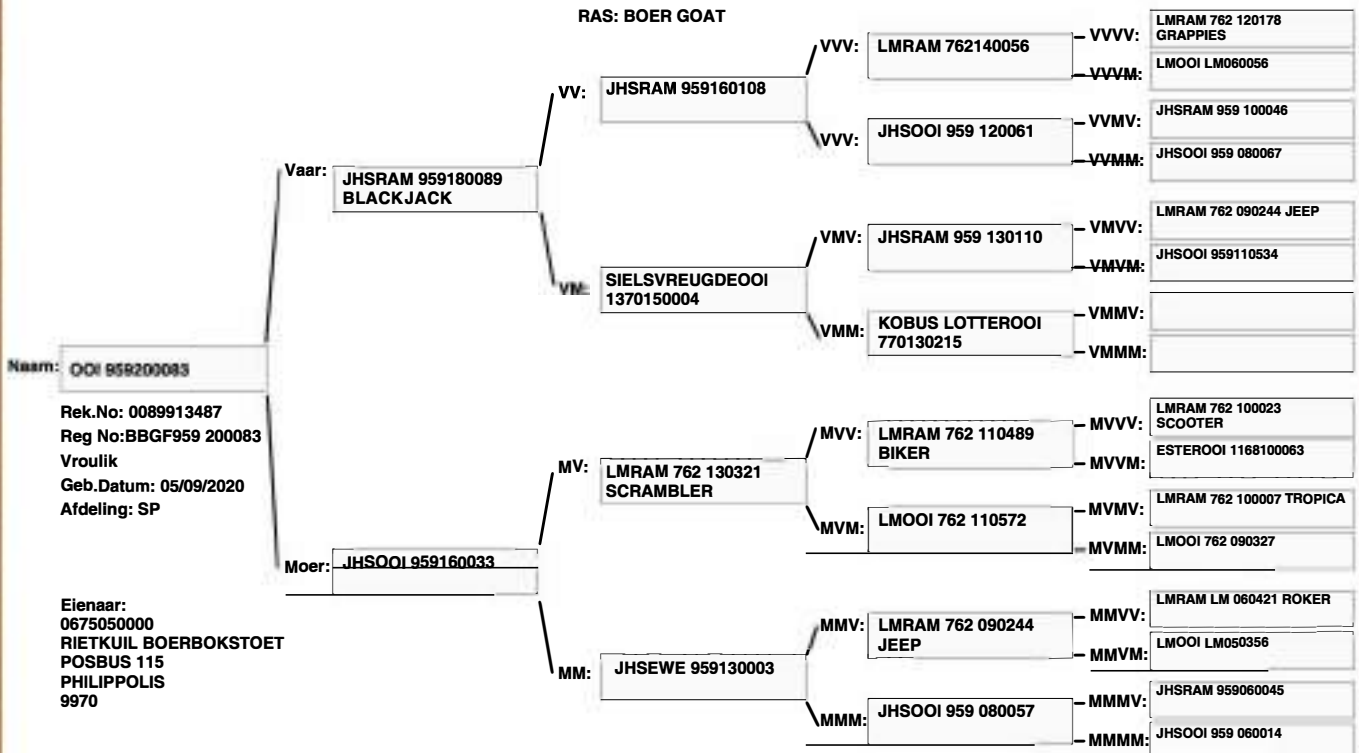 RAS: BOER GOAT
Naam: OOI 959200083
Rek.No: 0089913487
Reg No:BBGF959 200083
Vroulik
Geb.Datum: 05/09/2020
Afdeling: SP
Eienaar:
0675050000
RIETKUIL BOERBOKSTOET
POSBUS 115
PHILIPPOLIS
9970
Vaar: JHSRAM 959180089
BLACKJACK
Moer: JHSOOI 959160033
VV: JHSRAM 959160108
VM: SIELSVREUGDEOOI
1370150004
MV: LMRAM 762 130321
SCRAMBLER
MM: JHSEWE 959130003
VVV: LMRAM 762140056
VVV: JHSOOI 959 120061
VMV: JHSRAM 959 130110
VMM: KOBUS LOTTEROOI
770130215
MVV: LMRAM 762 110489
BIKER
MVM: LMOOI 762 110572
MMV: LMRAM 762 090244
JEEP
MMM: JHSOOI 959 080057
VVVV: LMRAM 762 120178
GRAPPIES
VVVM: LMOOI LM060056
VVMV: JHSRAM 959 100046
VVMM: JHSOOI 959 080067
VMVV: LMRAM 762 090244 JEEP
VMVM: JHSOOI 959110534
VMMV:
VMMM:
MVVV: LMRAM 762 100023
SCOOTER
MVVM: ESTEROOI 1168100063
MVMV: LMRAM 762 100007 TROPICA
MVMM: LMOOI 762 090327
MMVV: LMRAM LM 060421 ROKER
MMVM: LMOOI LM050356
MMMV: JHSRAM 959060045
MMMM: JHSOOI 959 060014